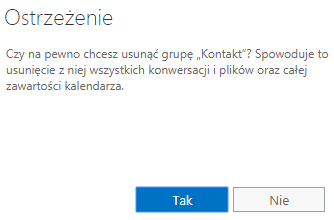 Ostrzeżenie
Czy na pewno chcesz usunąć grupę „Kontakt”? Spowoduje to
usunięcie z niej wszystkich konwersacji i plików oraz całej
zawartości kalendarza.
Tak
Nie